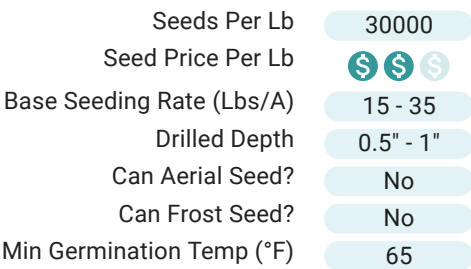 Seeds Per Lb 30000
Seed Price Per Lb $ $ $
Base Seeding Rate (Lbs/A) 15 - 35
Drilled Depth 0.5" - 1"
Can Aerial Seed? No
Can Frost Seed? No
Min Germination Temp (°F) 65